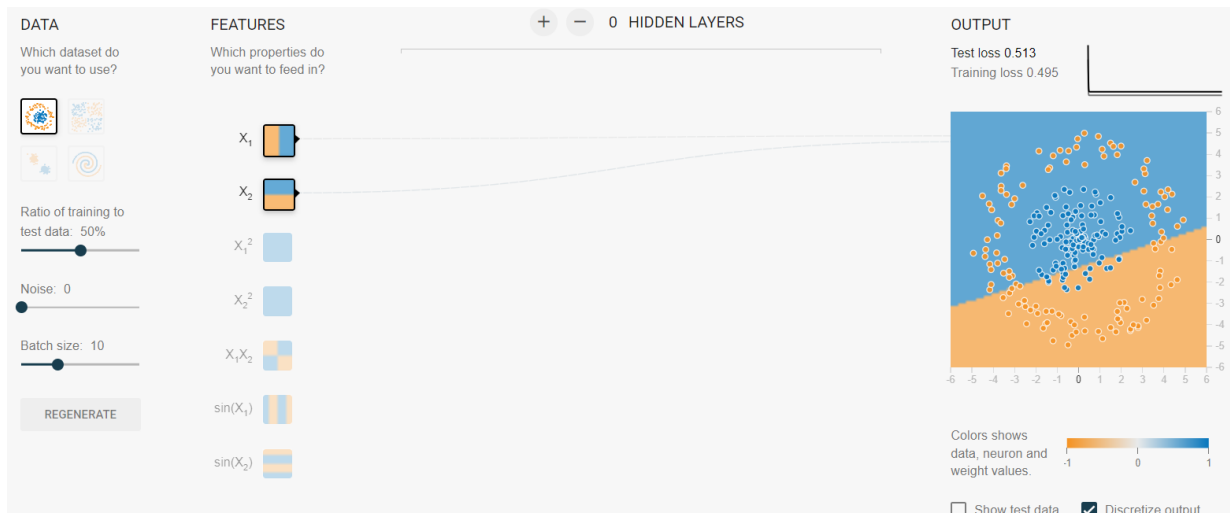 DATA
Which dataset do
you want to use?
Ratio of training to
test data: 50%
Noise: 0
Batch size: 10
REGENERATE
FEATURES
Which properties do
you want to feed in?
X1
X2
X1²
X2²
X1X2
sin(X1)
sin(X2)
+ − 0 HIDDEN LAYERS
OUTPUT
Test loss 0.513
Training loss 0.495
6
5
4
3
2
1
0
-1
-2
-3
-4
-5
-6
-6 -5 -4 -3 -2 -1 0 1 2 3 4 5 6
Colors shows
data, neuron and
weight values.
-1 0 1
Show test data Discretize output